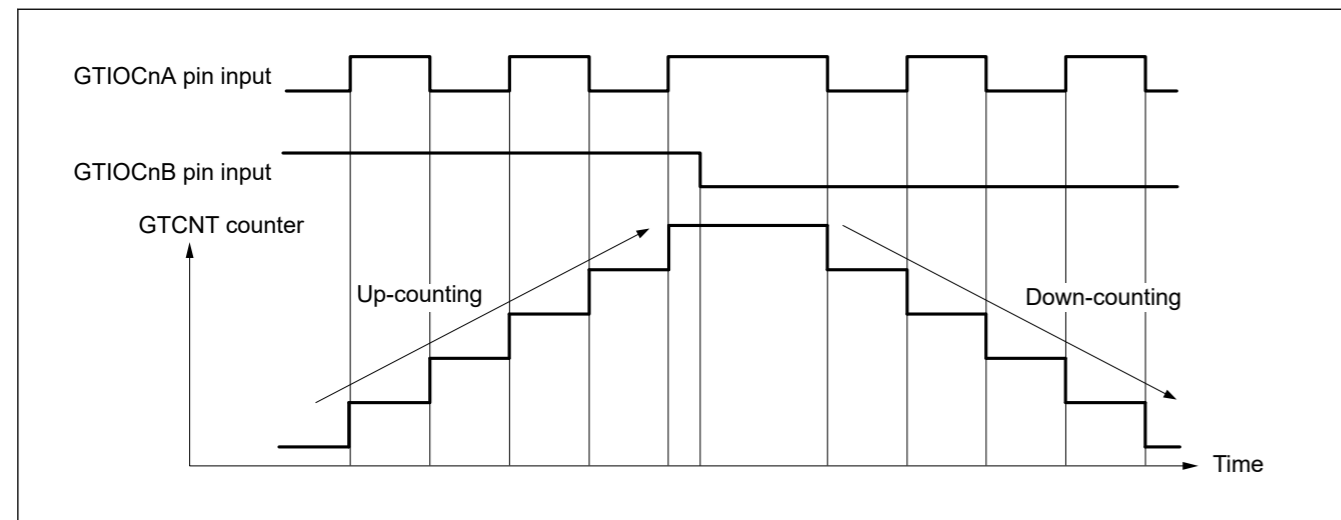 GTIOCnA pin input
GTIOCnB pin input
GTCNT counter
Up-counting
Down-counting
Time